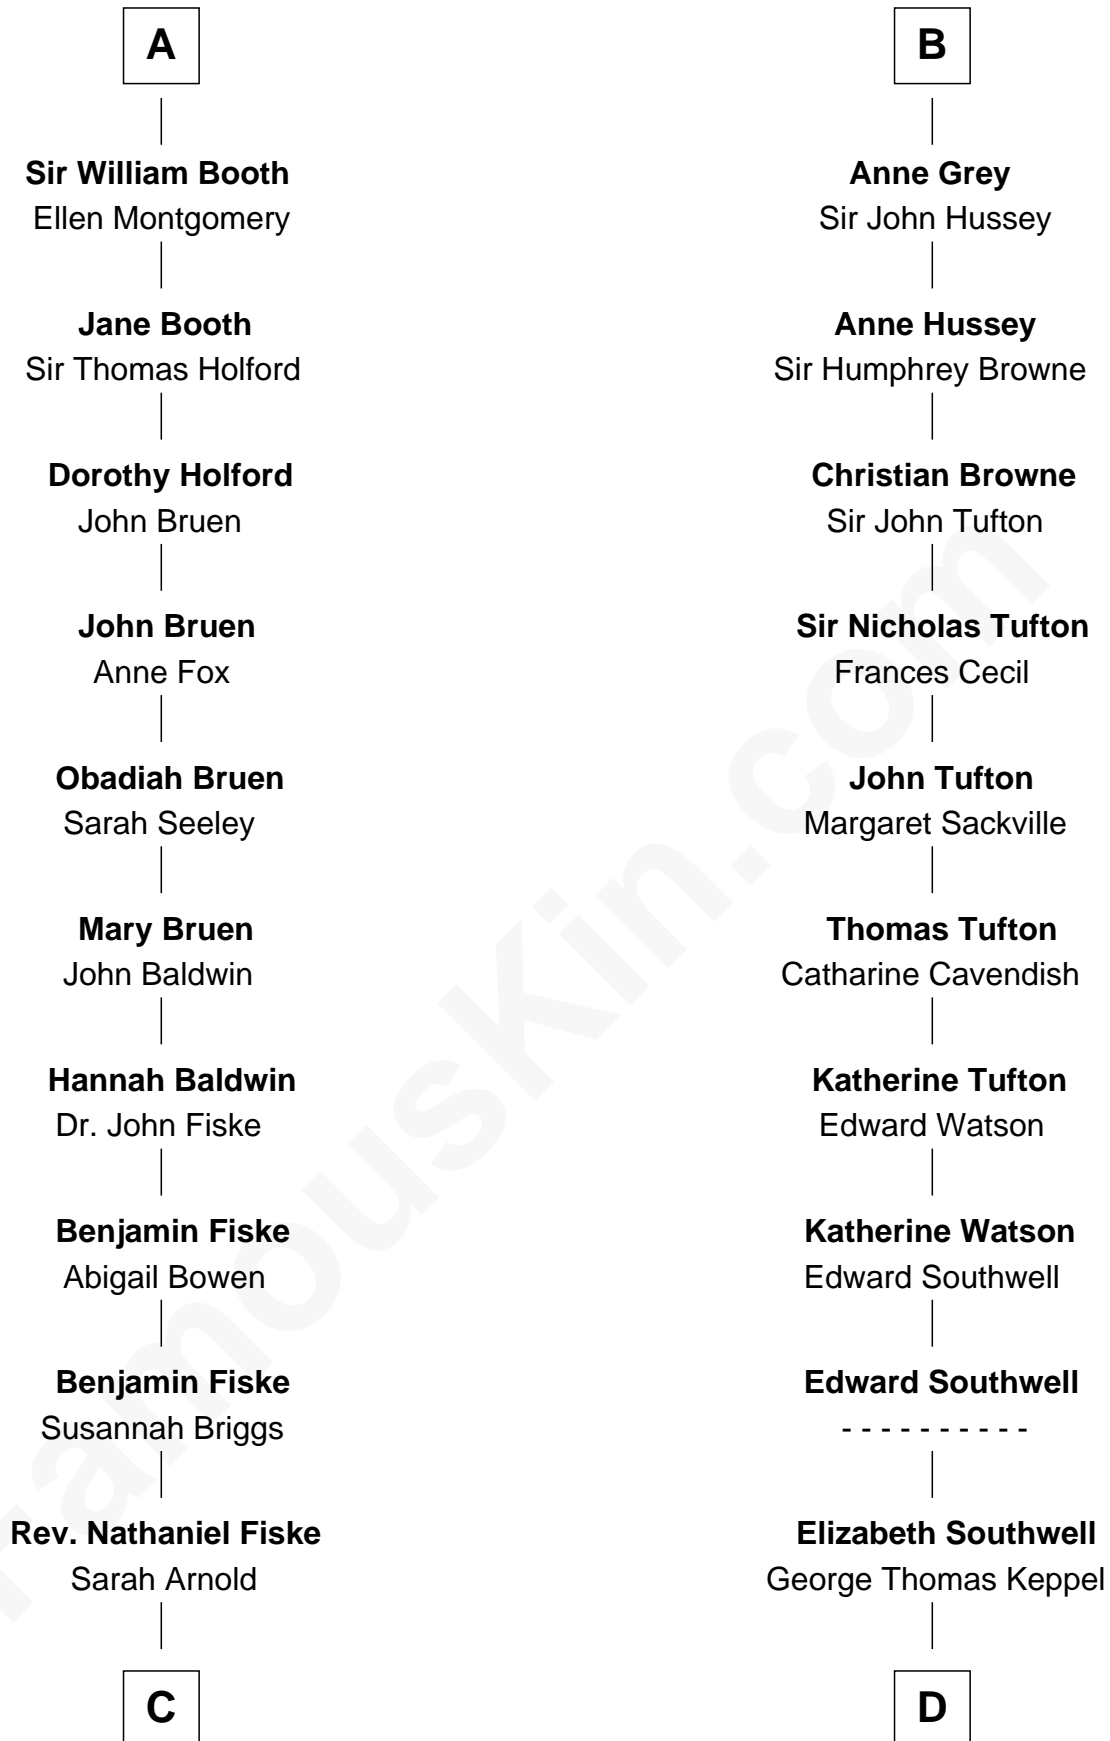 A
Sir William Booth
Ellen Montgomery
Jane Booth
Sir Thomas Holford
Dorothy Holford
John Bruen
John Bruen
Anne Fox
Obadiah Bruen
Sarah Seeley
Mary Bruen
John Baldwin
Hannah Baldwin
Dr. John Fiske
Benjamin Fiske
Abigail Bowen
Benjamin Fiske
Susannah Briggs
Rev. Nathaniel Fiske
Sarah Arnold
C
B
Anne Grey
Sir John Hussey
Anne Hussey
Sir Humphrey Browne
Christian Browne
Sir John Tufton
Sir Nicholas Tufton
Frances Cecil
John Tufton
Margaret Sackville
Thomas Tufton
Catharine Cavendish
Katherine Tufton
Edward Watson
Katherine Watson
Edward Southwell
Edward Southwell
- - - - - - - - - -
Elizabeth Southwell
George Thomas Keppel
D
FamousKin.com